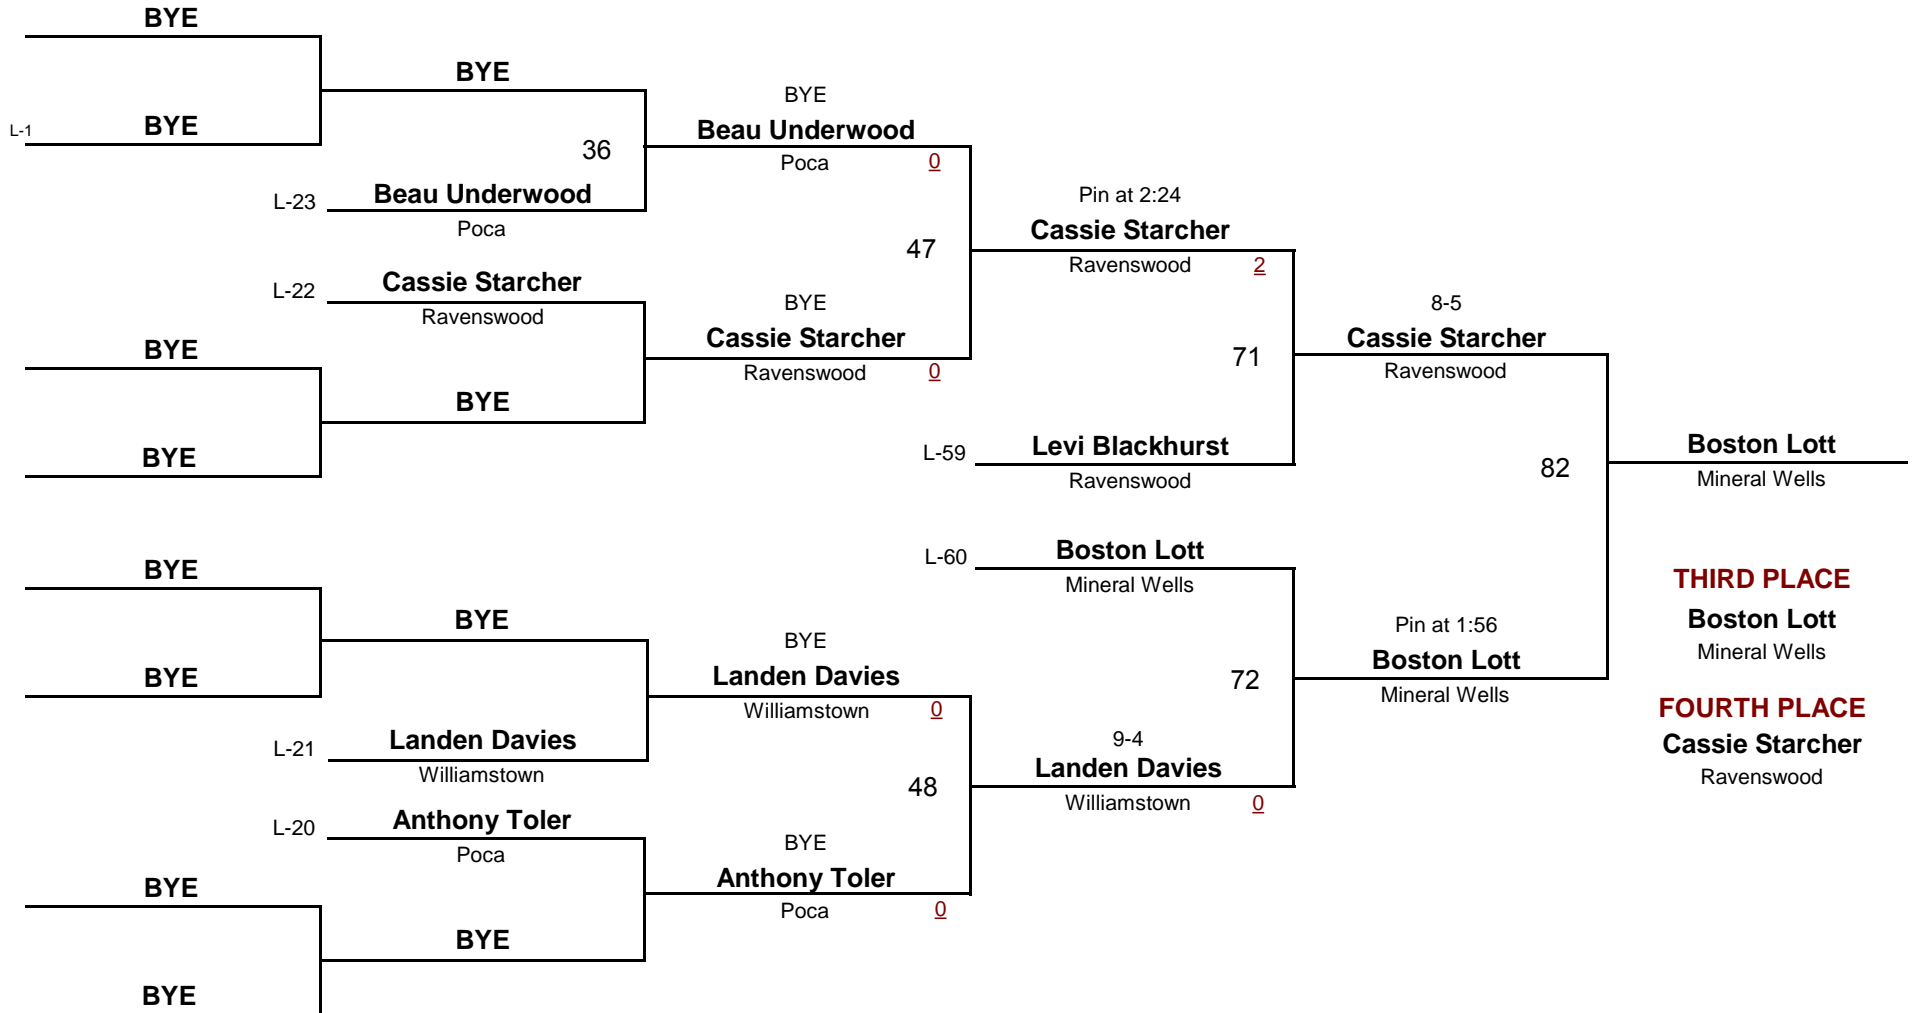 BYE
BYE
BYE
L-1
BYE
Beau Underwood
36
Poca
0
L-23
Beau Underwood
Pin at 2:24
Poca
Cassie Starcher
47
Ravenswood
2
L-22
Cassie Starcher
BYE
8-5
Ravenswood
Cassie Starcher
Cassie Starcher
BYE
71
Ravenswood
0
Ravenswood
BYE
BYE
L-59
Levi Blackhurst
Boston Lott
82
Ravenswood
Mineral Wells
L-60
Boston Lott
BYE
Mineral Wells
THIRD PLACE
BYE
BYE
Pin at 1:56
Boston Lott
Mineral Wells
BYE
Landen Davies
72
Boston Lott
Williamstown
0
Mineral Wells
FOURTH PLACE
L-21
Landen Davies
9-4
Cassie Starcher
Williamstown
Landen Davies
Ravenswood
48
Williamstown
0
L-20
Anthony Toler
BYE
Poca
Anthony Toler
BYE
Poca
0
BYE
BYE